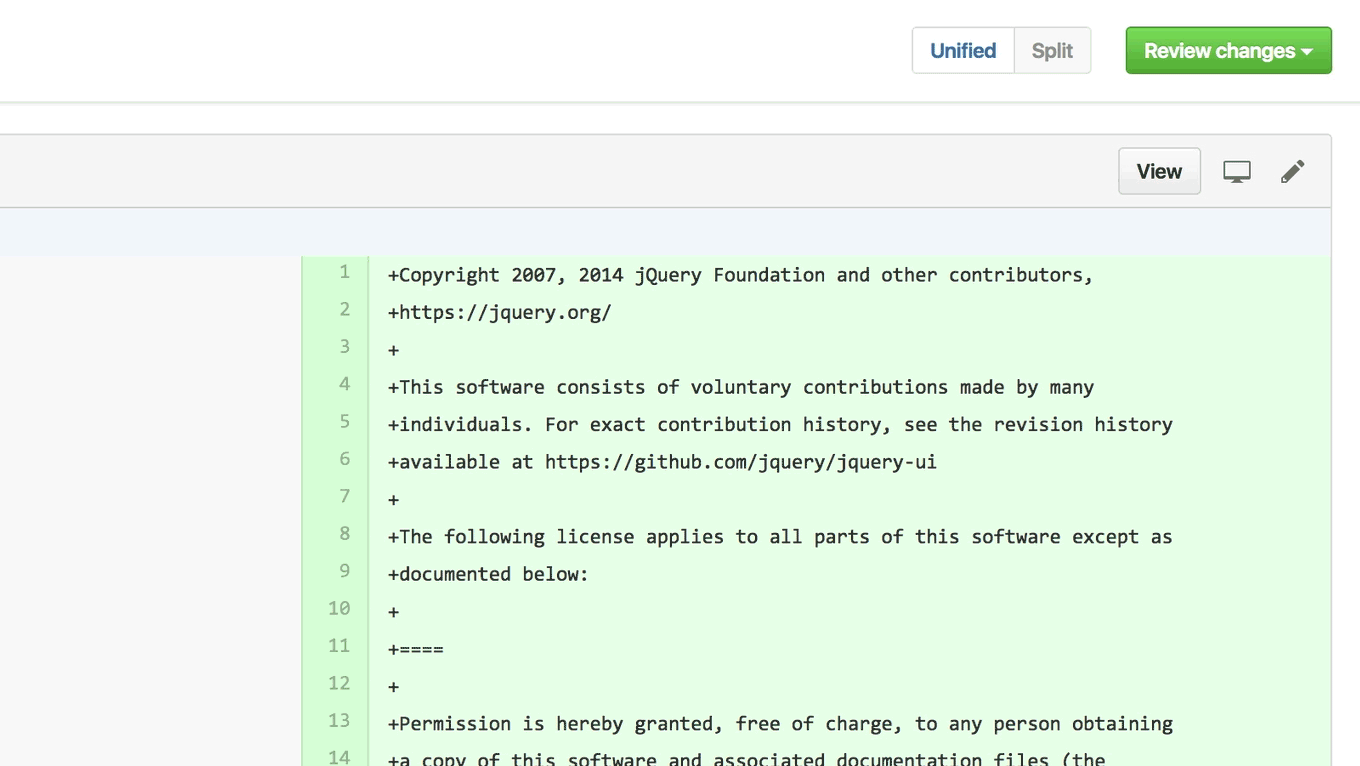 Unified Split Review changes
View
1 +Copyright 2007, 2014 jQuery Foundation and other contributors,
2 +https://jquery.org/
3 +
4 +This software consists of voluntary contributions made by many
5 +individuals. For exact contribution history, see the revision history
6 +available at https://github.com/jquery/jquery-ui
7 +
8 +The following license applies to all parts of this software except as
9 +documented below:
10 +
11 +====
12 +
13 +Permission is hereby granted, free of charge, to any person obtaining
14 +a copy of this software and associated documentation files (the